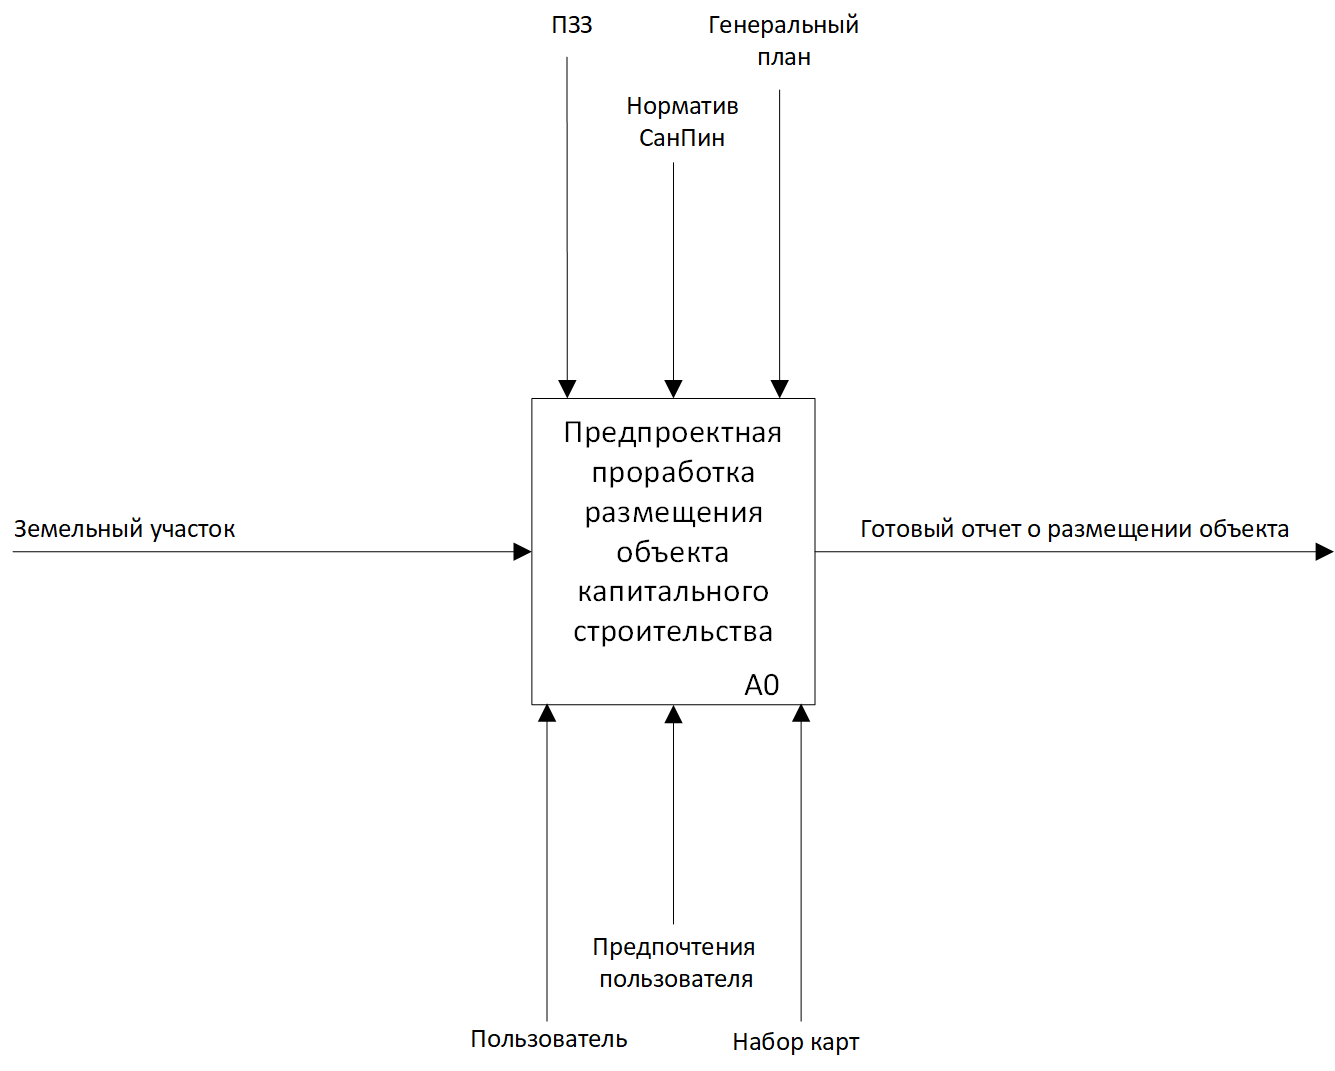 ПЗЗ
Генеральный
план
Норматив
СанПин
Предпроектная
проработка
размещения
объекта
капитального
строительства
А0
Земельный участок
Готовый отчет о размещении объекта
Предпочтения
пользователя
Пользователь
Набор карт